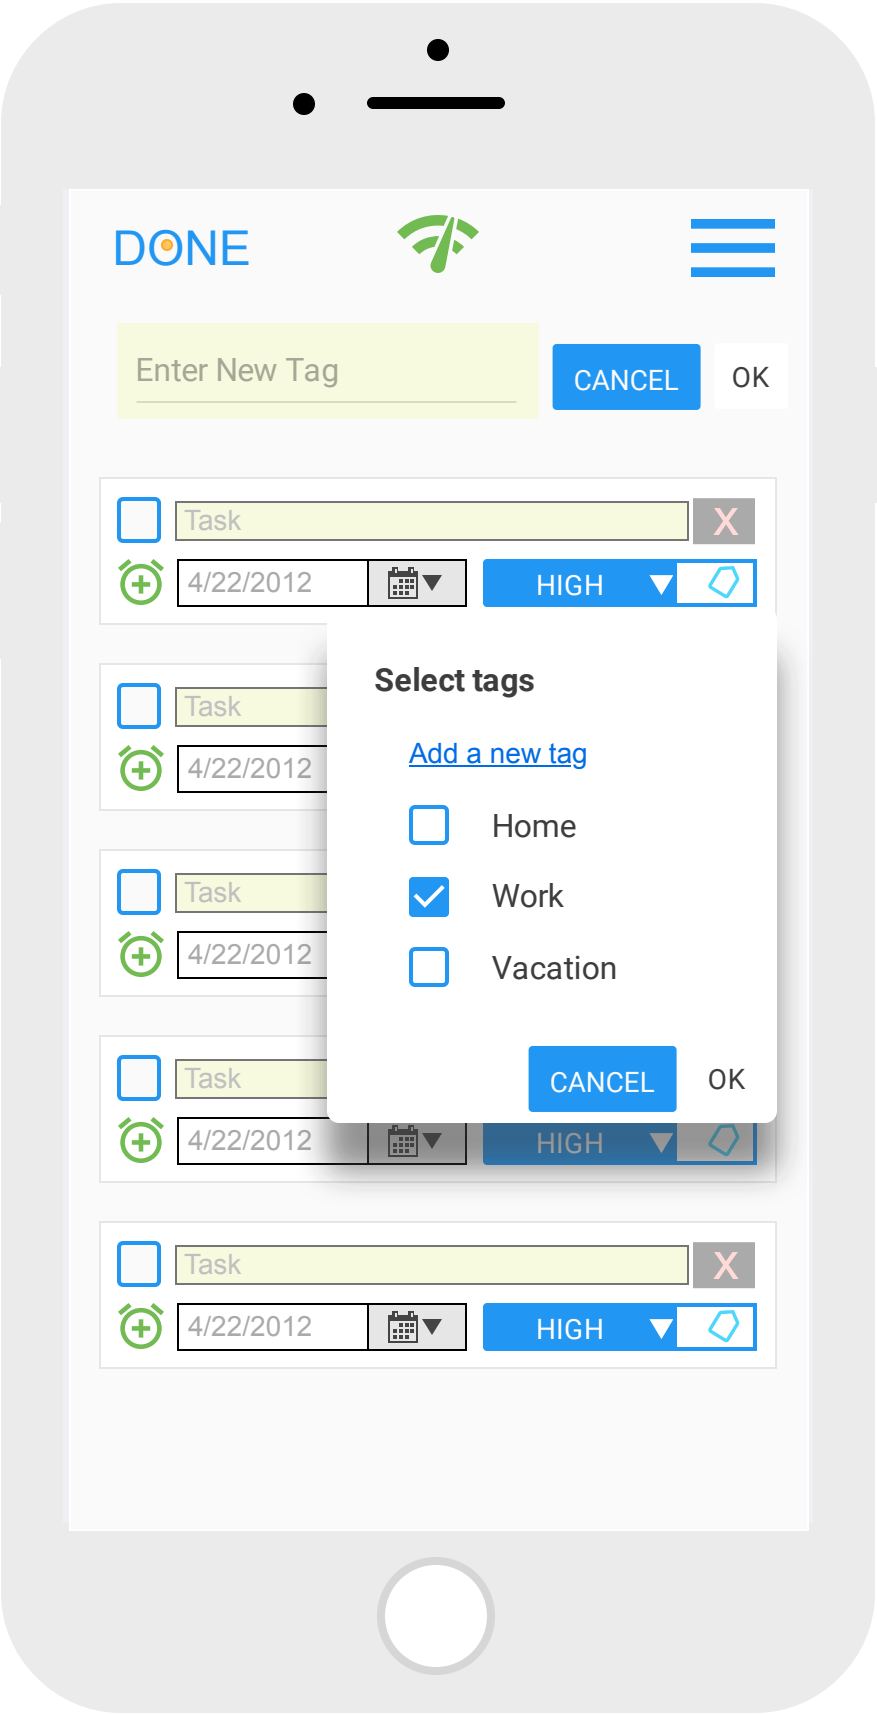 DONE
Enter New Tag
CANCEL
OK
Task
X
4/22/2012
HIGH
Select tags
Add a new tag
Home
Work
Vacation
CANCEL
OK
Task
4/22/2012
Task
4/22/2012
Task
4/22/2012
HIGH
Task
X
4/22/2012
HIGH